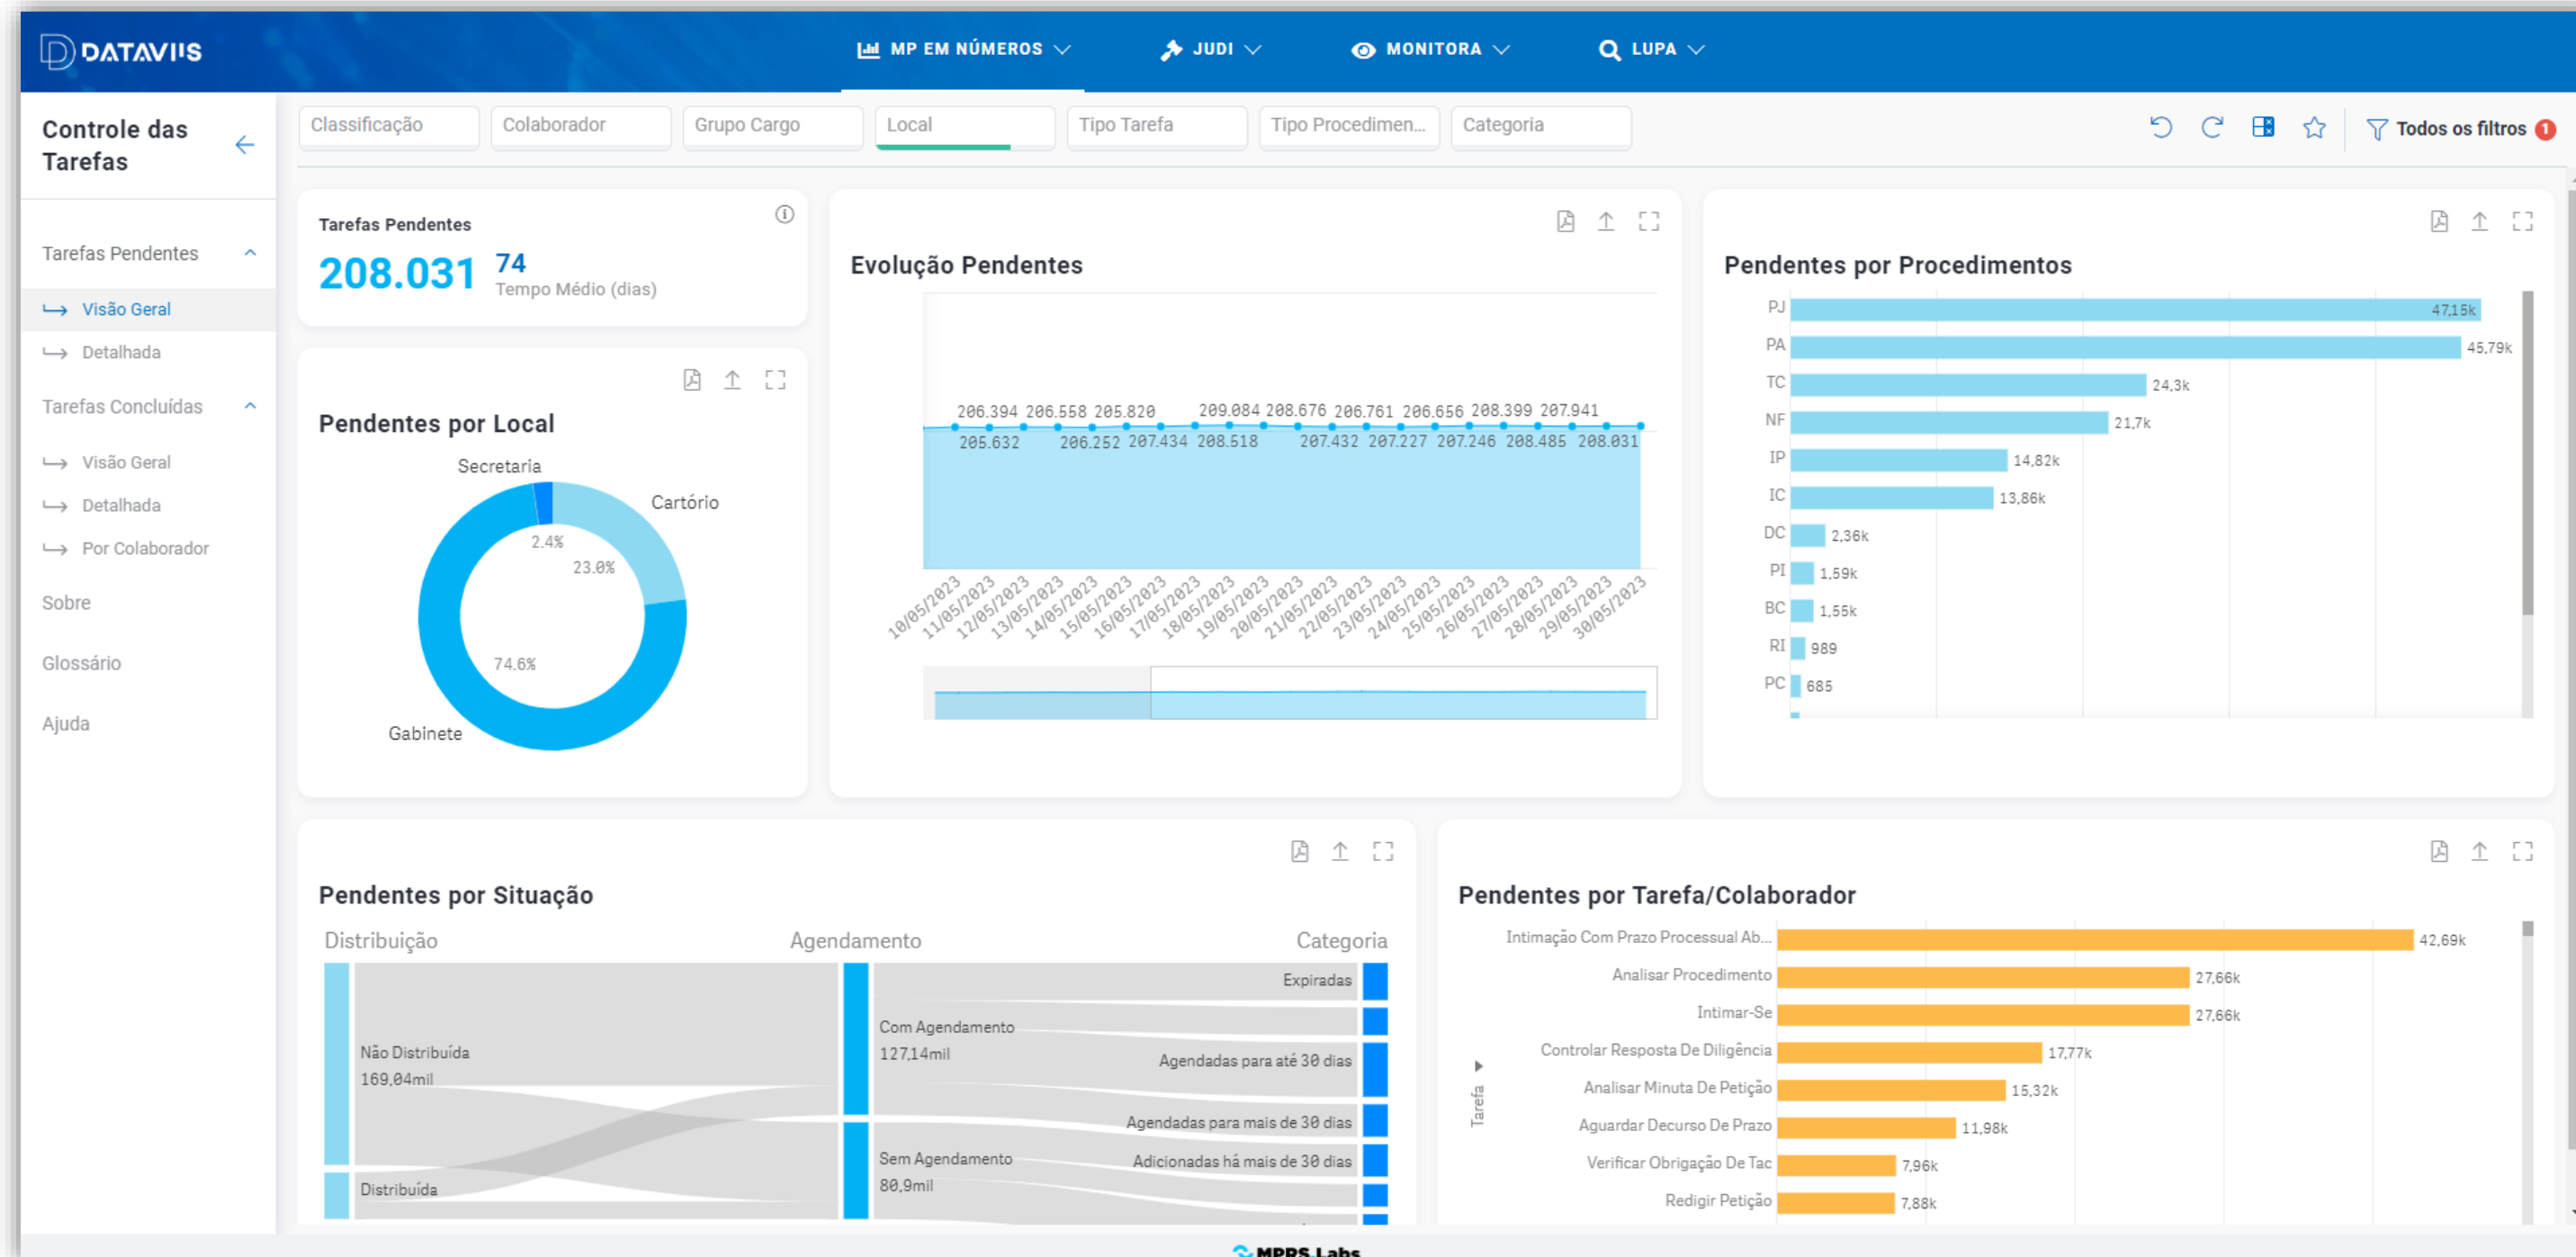 DATAVIIS
MP EM NÚMEROS
JUDI
MONITORA
LUPA
Controle das
Tarefas
Classificação
Colaborador
Grupo Cargo
Local
Tipo Tarefa
Tipo Procedimen...
Categoria
Todos os filtros 1
Tarefas Pendentes
Visão Geral
Detalhada
Tarefas Concluídas
Visão Geral
Detalhada
Por Colaborador
Sobre
Glossário
Ajuda
Tarefas Pendentes
208.031
74
Tempo Médio (dias)
Pendentes por Local
Secretaria
Cartório
2.4%
23.0%
74.6%
Gabinete
Evolução Pendentes
206.394 206.558 205.820 209.084 208.676 206.761 206.656 208.399 207.941
205.632 206.252 207.434 208.518 207.432 207.227 207.246 208.485 208.031
10/05/2023
11/05/2023
12/05/2023
13/05/2023
14/05/2023
15/05/2023
16/05/2023
17/05/2023
18/05/2023
19/05/2023
20/05/2023
21/05/2023
22/05/2023
23/05/2023
24/05/2023
25/05/2023
26/05/2023
27/05/2023
28/05/2023
29/05/2023
30/05/2023
Pendentes por Procedimentos
PJ 47,15k
PA 45,79k
TC 24,3k
NF 21,7k
IP 14,82k
IC 13,86k
DC 2,36k
PI 1,59k
BC 1,55k
RI 989
PC 685
Pendentes por Situação
Distribuição
Agendamento
Categoria
Não Distribuída
169,04mil
Distribuída
Com Agendamento
127,14mil
Sem Agendamento
80,9mil
Expiradas
Agendadas para até 30 dias
Agendadas para mais de 30 dias
Adicionadas há mais de 30 dias
Pendentes por Tarefa/Colaborador
Tarefa
Intimação Com Prazo Processual Ab... 42,69k
Analisar Procedimento 27,66k
Intimar-Se 27,66k
Controlar Resposta De Diligência 17,77k
Analisar Minuta De Petição 15,32k
Aguardar Decurso De Prazo 11,98k
Verificar Obrigação De Tac 7,96k
Redigir Petição 7,88k
MPRS.Labs